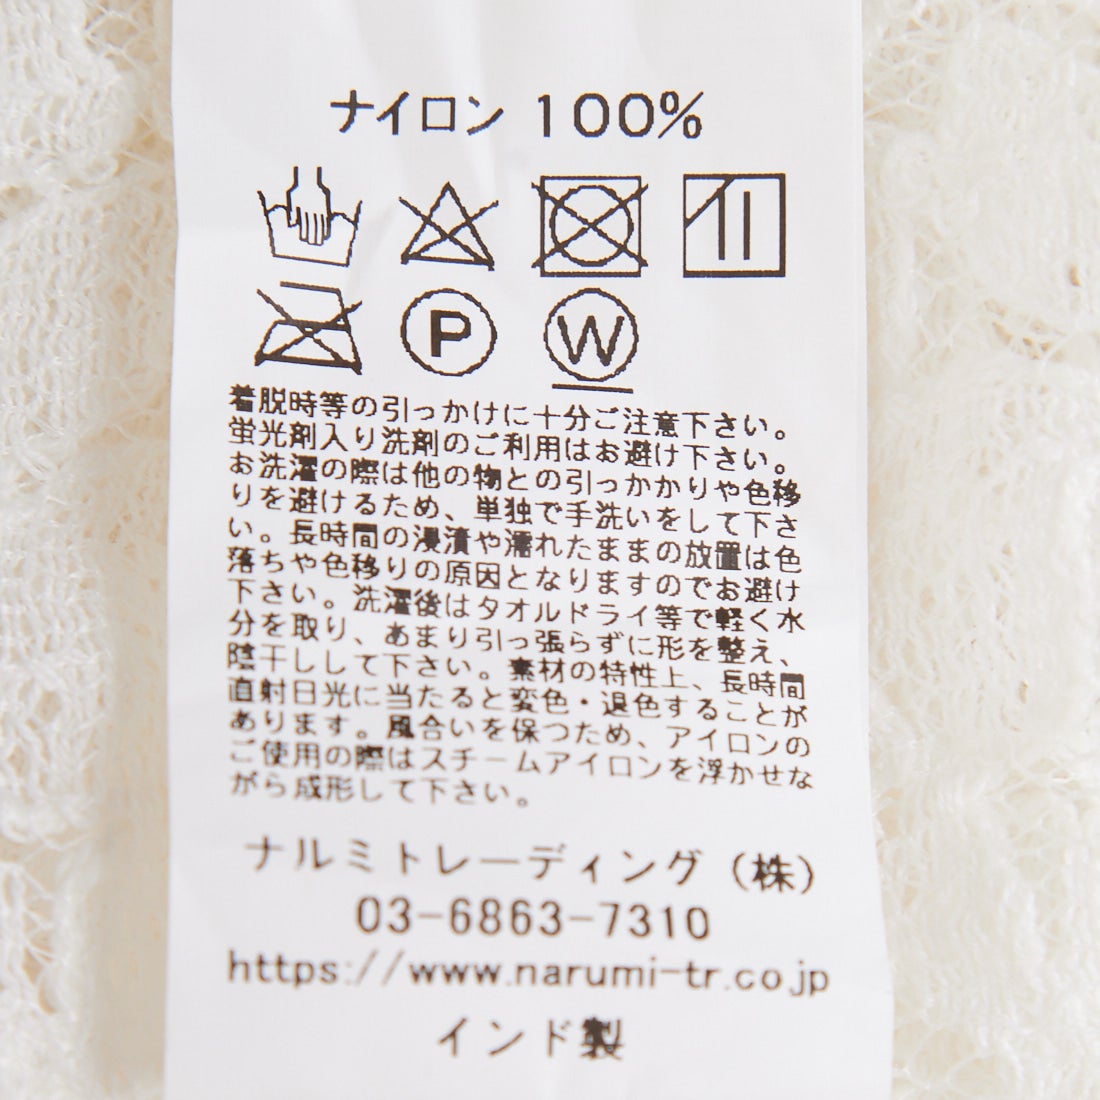 ナイロン 100%
P W
着脱時等の引っかけに十分ご注意下さい。
蛍光剤入り洗剤のご利用はお避け下さい。
お洗濯の際は他の物との引っかかりや色移
りを避けるため、単独で手洗いをして下さ
い。長時間の浸漬や濡れたままの放置は色
落ちや色移りの原因となりますのでお避け
下さい。洗濯後はタオルドライ等で軽く水
分を取り、あまり引っ張らずに形を整え、
陰干しして下さい。素材の特性上、長時間
直射日光に当たると変色・退色することが
あります。風合いを保つため、アイロンの
ご使用の際はスチームアイロンを浮かせな
がら成形して下さい。
ナルミトレーディング（株）
03-6863-7310
https://www.narumi-tr.co.jp
インド製